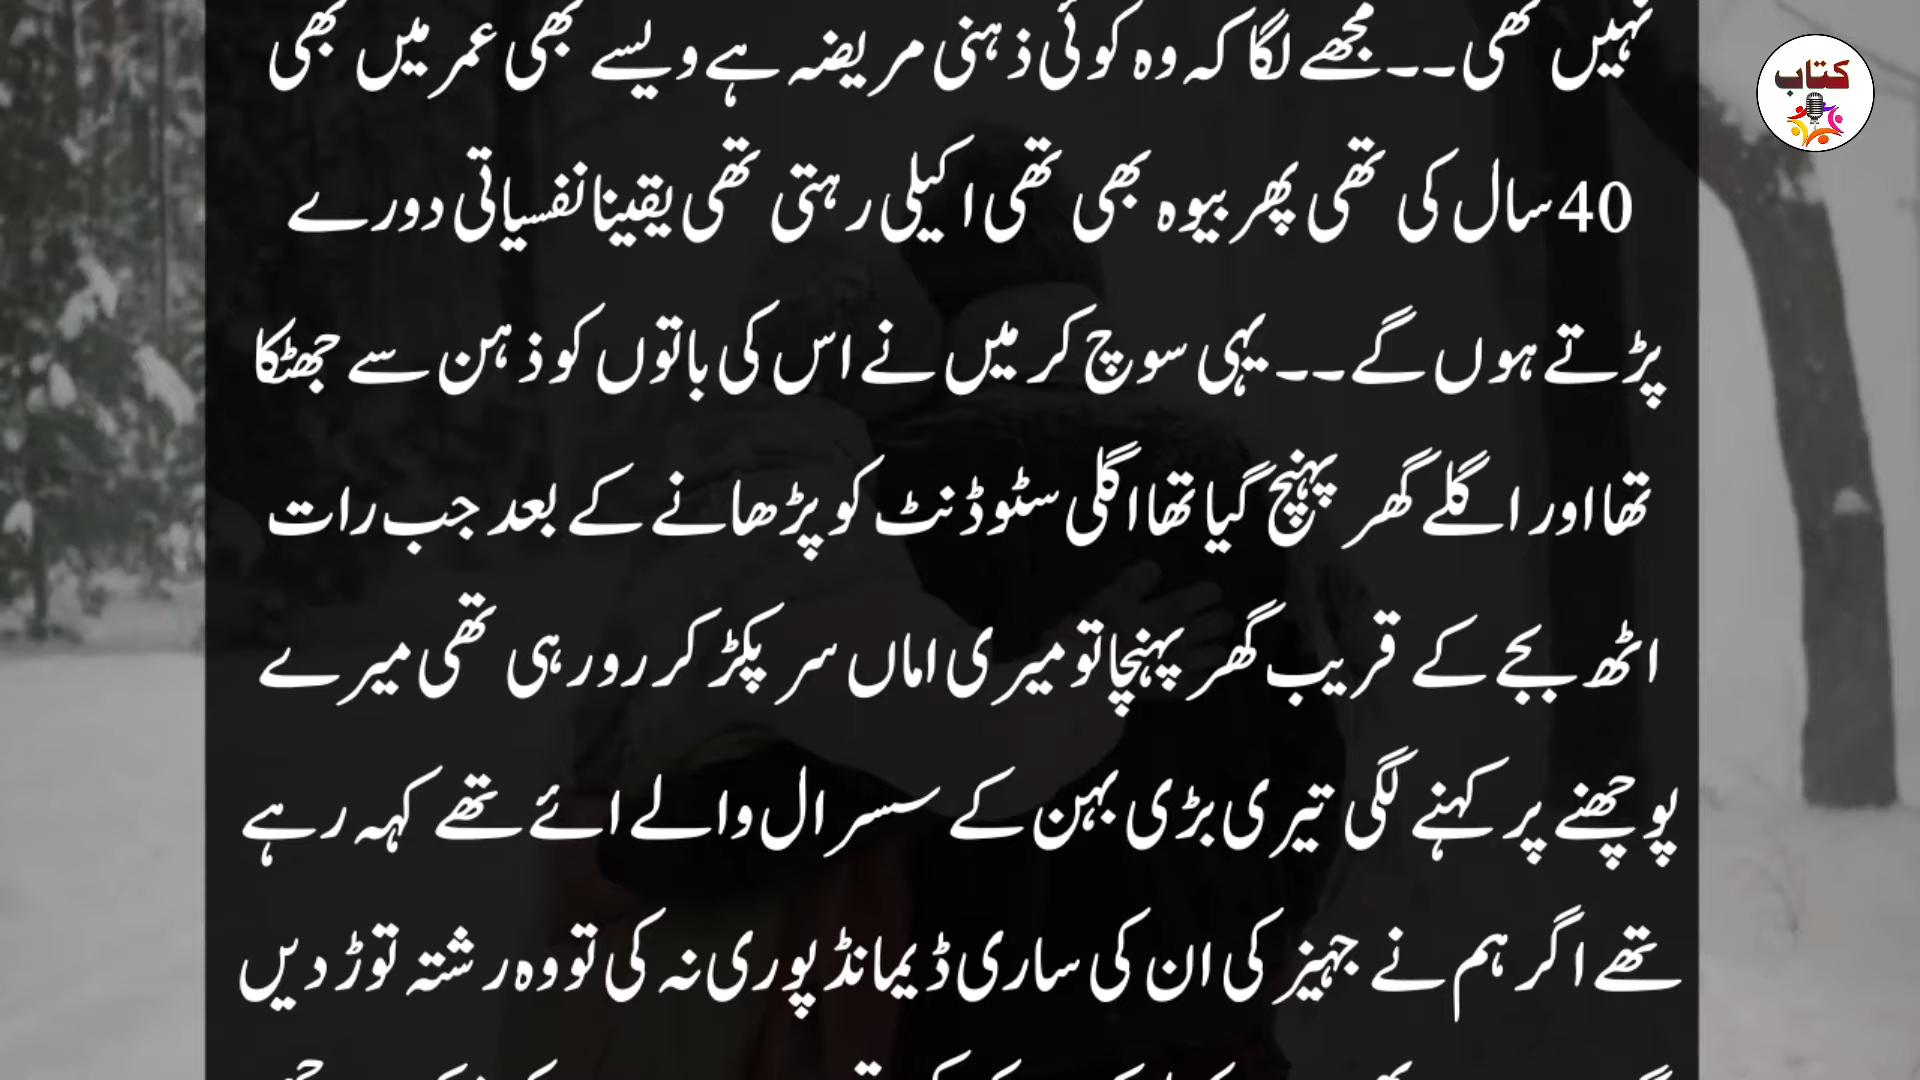 نہیں تھی۔۔۔مجھے لگا کہ وہ کوئی ذہنی مریضہ ہے ویسے بھی عمر میں بھی
40سال کی تھی پھر بیوہ بھی تھی اکیلی رہتی تھی یقینا نفسیاتی دورے
پڑتے ہوں گے۔۔۔یہی سوچ کر میں نے اس کی باتوں کو ذہن سے جھٹکا
تھا اور اگلے گھر پہنچ گیا تھا اگلی سٹوڈنٹ کو پڑھانے کے بعد جب رات
اٹھ بجے کے قریب گھر پہنچا تو میری اماں سر پکڑ کر رو رہی تھی میرے
پوچھنے پر کہنے لگی تیری بڑی بہن کے سسرال والے ائے تھے کہہ رہے
تھے اگر ہم نے جہیز کی ان کی ساری ڈیمانڈ پوری نہ کی تو وہ رشتہ توڑ دیں
کتاب